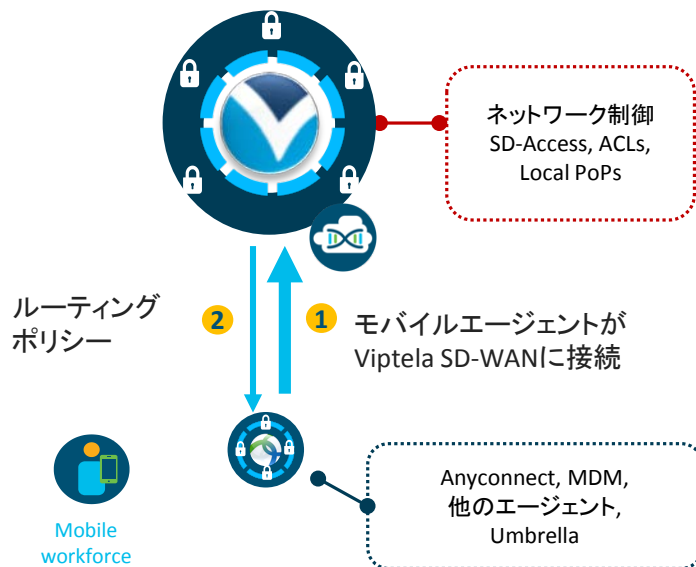 ネットワーク制御
SD-Access, ACLs,
Local PoPs
ルーティング
ポリシー
2
1
モバイルエージェントが
Viptela SD-WANに接続
Anyconnect, MDM,
他のエージェント,
Umbrella
Mobile
workforce